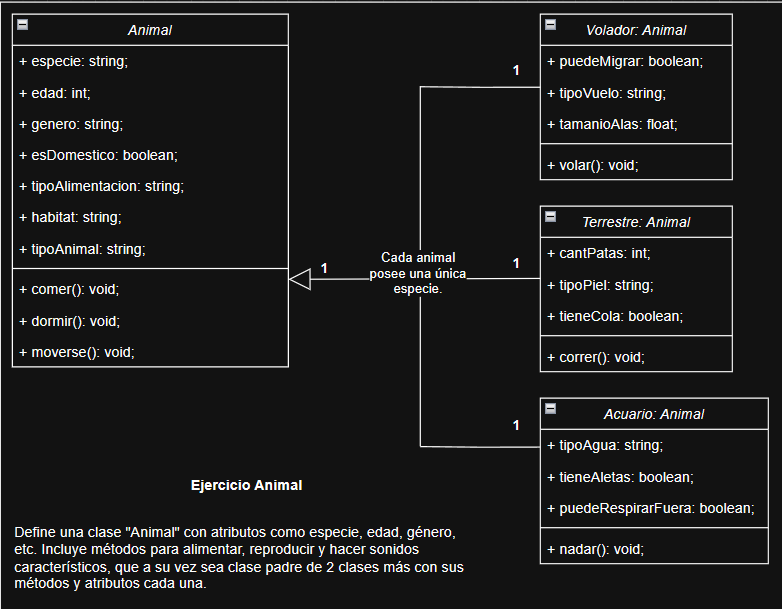 Animal
+ especie: string;
+ edad: int;
+ genero: string;
+ esDomestico: boolean;
+ tipoAlimentacion: string;
+ habitat: string;
+ tipoAnimal: string;
+ comer(): void;
+ dormir(): void;
+ moverse(): void;
1
Cada animal
posee una única
especie.
1
Volador: Animal
+ puedeMigrar: boolean;
+ tipoVuelo: string;
+ tamanioAlas: float;
+ volar(): void;
1
Terrestre: Animal
+ cantPatas: int;
+ tipoPiel: string;
+ tieneCola: boolean;
+ correr(): void;
1
Acuario: Animal
+ tipoAgua: string;
+ tieneAletas: boolean;
+ puedeRespirarFuera: boolean;
+ nadar(): void;
Ejercicio Animal
Define una clase "Animal" con atributos como especie, edad, género,
etc. Incluye métodos para alimentar, reproducir y hacer sonidos
característicos, que a su vez sea clase padre de 2 clases más con sus
métodos y atributos cada una.